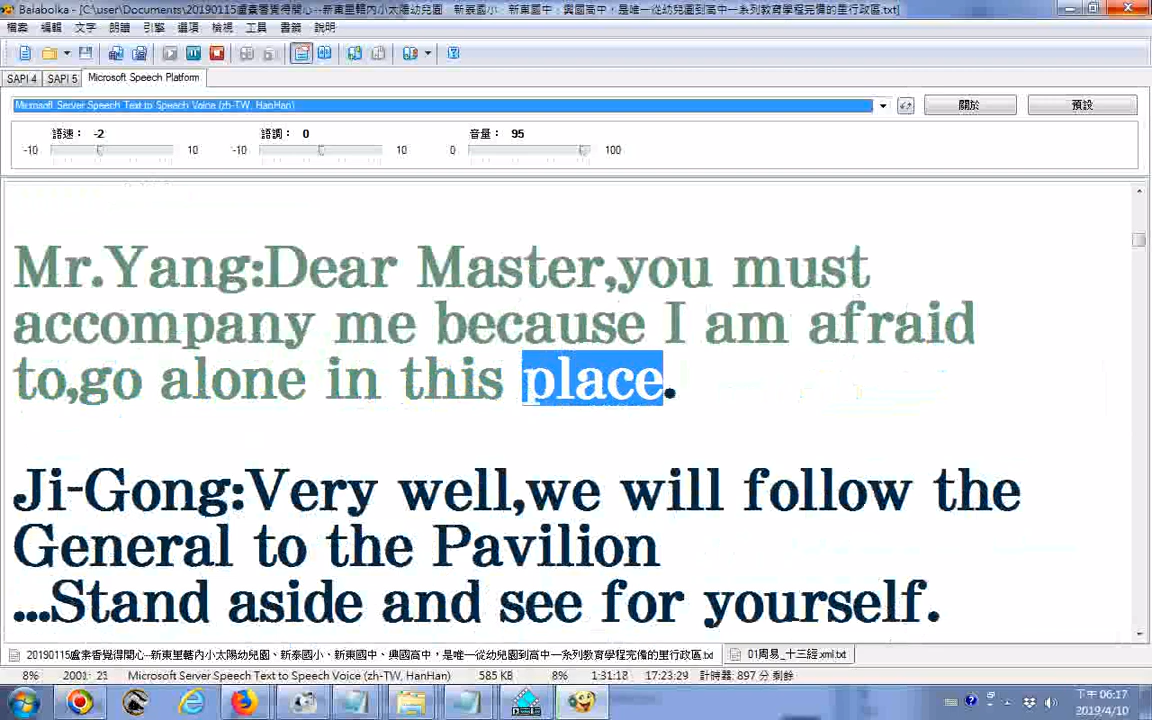 Balabolka - [C:\user\Documents\20190115盧素香覺得開心--新東里轄內小太陽幼兒園、新泰國小、新東國中、興國高中，是唯一從幼兒園到高中一系列教育學程完備的里行政區.txt]
檔案 編輯 文字 朗讀 引擎 選項 檢視 工具 書籤 說明
SAPI 4 SAPI 5 Microsoft Speech Platform
Microsoft Server Speech Text to Speech Voice (zh-TW, HanHan)
關於 預設
語速： -2 語調： 0 音量： 95
-10 10 -10 10 0 100
Mr.Yang:Dear Master,you must
accompany me because I am afraid
to,go alone in this place.
Ji-Gong:Very well,we will follow the
General to the Pavilion
...Stand aside and see for yourself.
20190115盧素香覺得開心--新東里轄內小太陽幼兒園、新泰國小、新東國中、興國高中，是唯一從幼兒園到高中一系列教育學程完備的里行政區.txt 01周易_十三經.xml.txt
8% 2001: 23 Microsoft Server Speech Text to Speech Voice (zh-TW, HanHan) 585 KB 8% 1:31:18 17:23:29 計時器: 897 分 剩餘
下午 06:17
2019/4/10